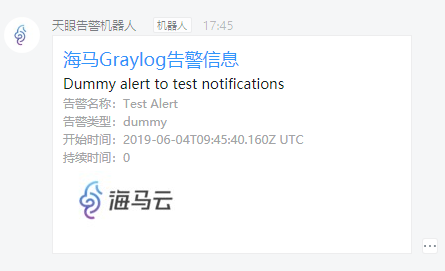 天眼告警机器人 机器人 17:45
海马Graylog告警信息
Dummy alert to test notifications
告警名称：Test Alert
告警类型：dummy
开始时间：2019-06-04T09:45:40.160Z UTC
持续时间：0
海马云